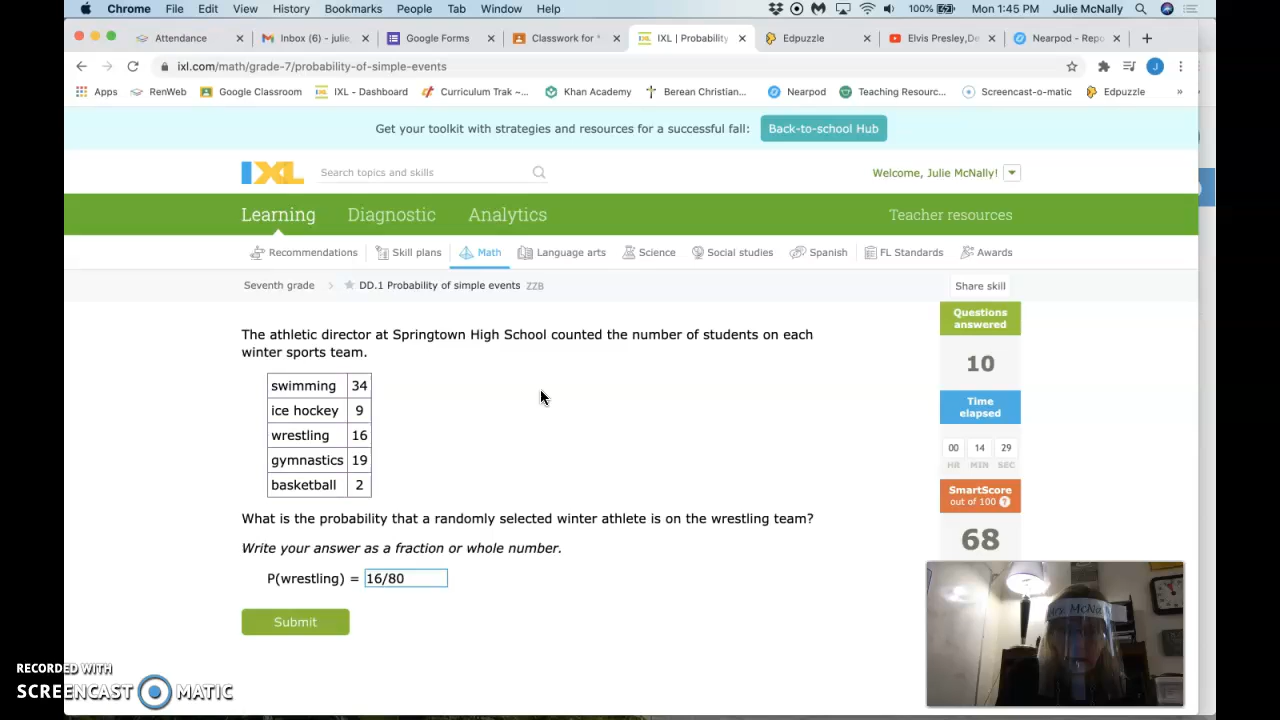 Chrome File Edit View History Bookmarks People Tab Window Help 100% Mon 1:45 PM Julie McNally
Attendance Inbox (6) - julie. Google Forms Classwork for " IXL | Probability Edpuzzle Elvis Presley,De Nearpod - Repo
ixl.com/math/grade-7/probability-of-simple-events J
Apps RenWeb Google Classroom IXL - Dashboard Curriculum Trak ~... Khan Academy Berean Christian... Nearpod Teaching Resourc... Screencast-o-matic Edpuzzle »
Get your toolkit with strategies and resources for a successful fall: Back-to-school Hub
IXL Search topics and skills Welcome, Julie McNally!
Learning Diagnostic Analytics Teacher resources
Recommendations Skill plans Math Language arts Science Social studies Spanish FL Standards Awards
Seventh grade > DD.1 Probability of simple events ZZB Share skill
The athletic director at Springtown High School counted the number of students on each
winter sports team.
swimming 34
ice hockey 9
wrestling 16
gymnastics 19
basketball 2
What is the probability that a randomly selected winter athlete is on the wrestling team?
Write your answer as a fraction or whole number.
P(wrestling) = 16/80
Submit
Questions
answered
10
Time
elapsed
00 14 29
HR MIN SEC
SmartScore
out of 100 ?
68
RECORDED WITH
SCREENCAST MATIC